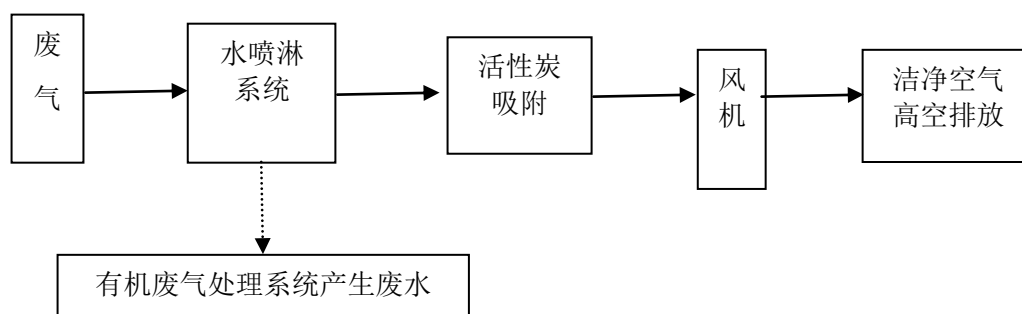 废
气
水喷淋
系统
活性炭
吸附
风
机
洁净空气
高空排放
有机废气处理系统产生废水